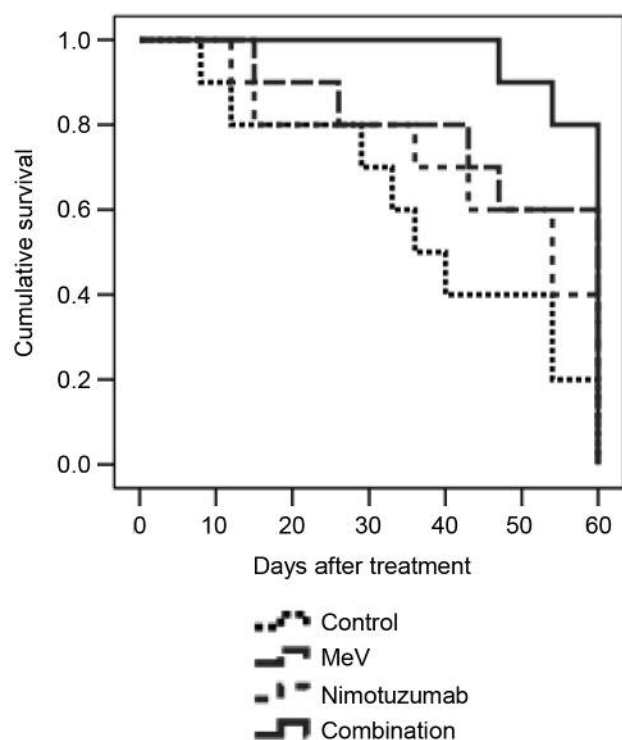 1.0
0.8
0.6
0.4
0.2
0.0
Cumulative survival
0 10 20 30 40 50 60
Days after treatment
Control
MeV
Nimotuzumab
Combination